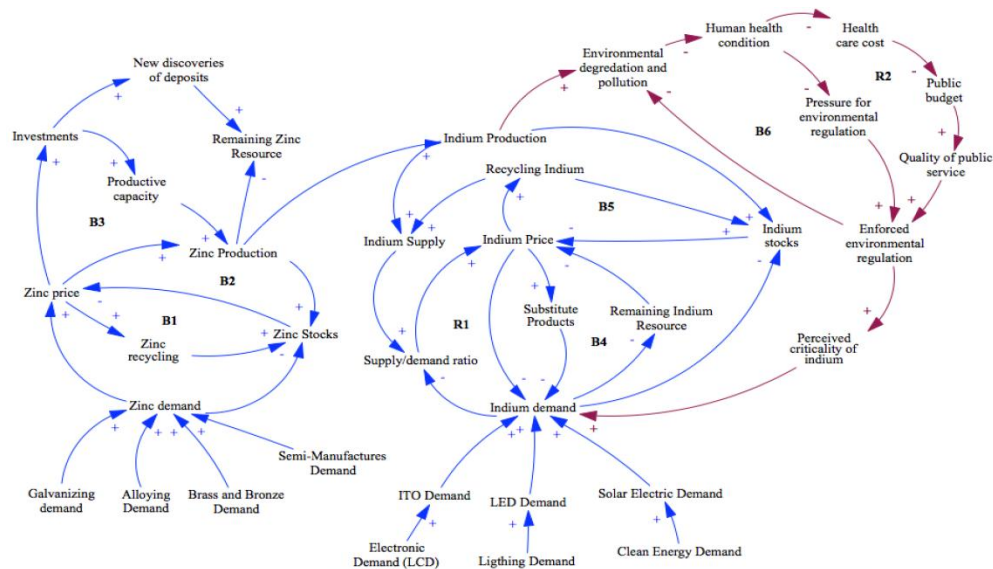 Human health
condition
Health
care cost
New discoveries
of deposits
Environmental
degredation and
pollution
R2
Public
budget
Investments
Remaining Zinc
Resource
Indium Production
Pressure for
environmental
regulation
B6
Quality of public
service
Productive
capacity
Recycling Indium
B3
B5
Indium Supply
Indium Price
Indium
stocks
Enforced
environmental
regulation
Zinc Production
B2
Zinc price
B1
Zinc
recycling
Zinc Stocks
R1
Substitute
Products
Remaining Indium
Resource
B4
Supply/demand ratio
Perceived
criticality of
indium
Zinc demand
Indium demand
Semi-Manufactures
Demand
Galvanizing
demand
Alloying
Demand
Brass and Bronze
Demand
ITO Demand
LED Demand
Solar Electric Demand
Electronic
Demand (LCD)
Ligthing Demand
Clean Energy Demand